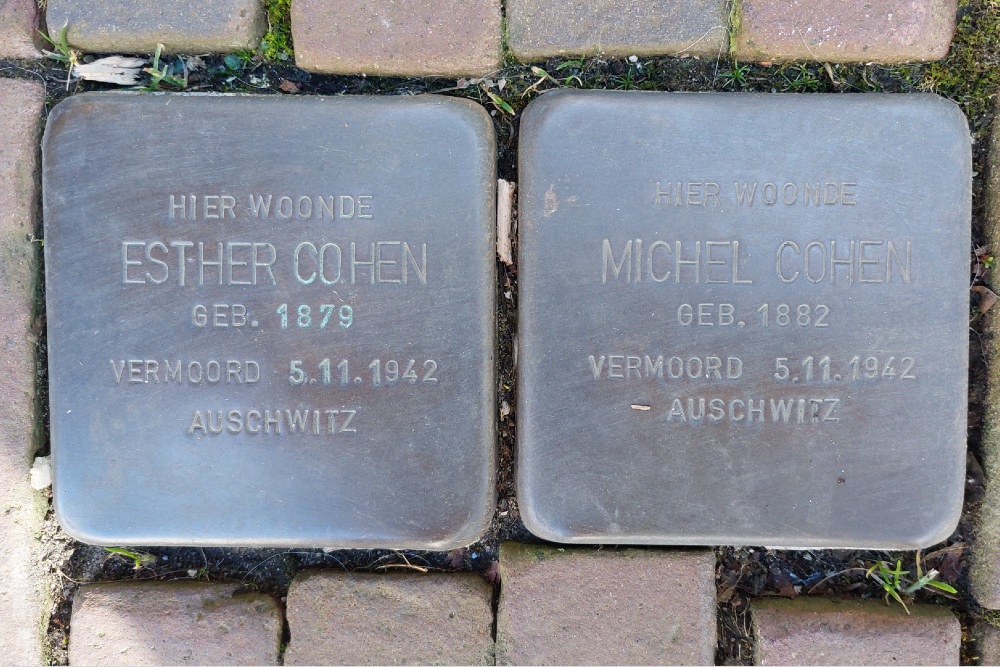 HIER WOONDE
ESTHER COHEN
GEB. 1879
VERMOORD 5.11.1942
AUSCHWITZ
HIER WOONDE
MICHEL COHEN
GEB. 1882
VERMOORD 5.11.1942
AUSCHWITZ